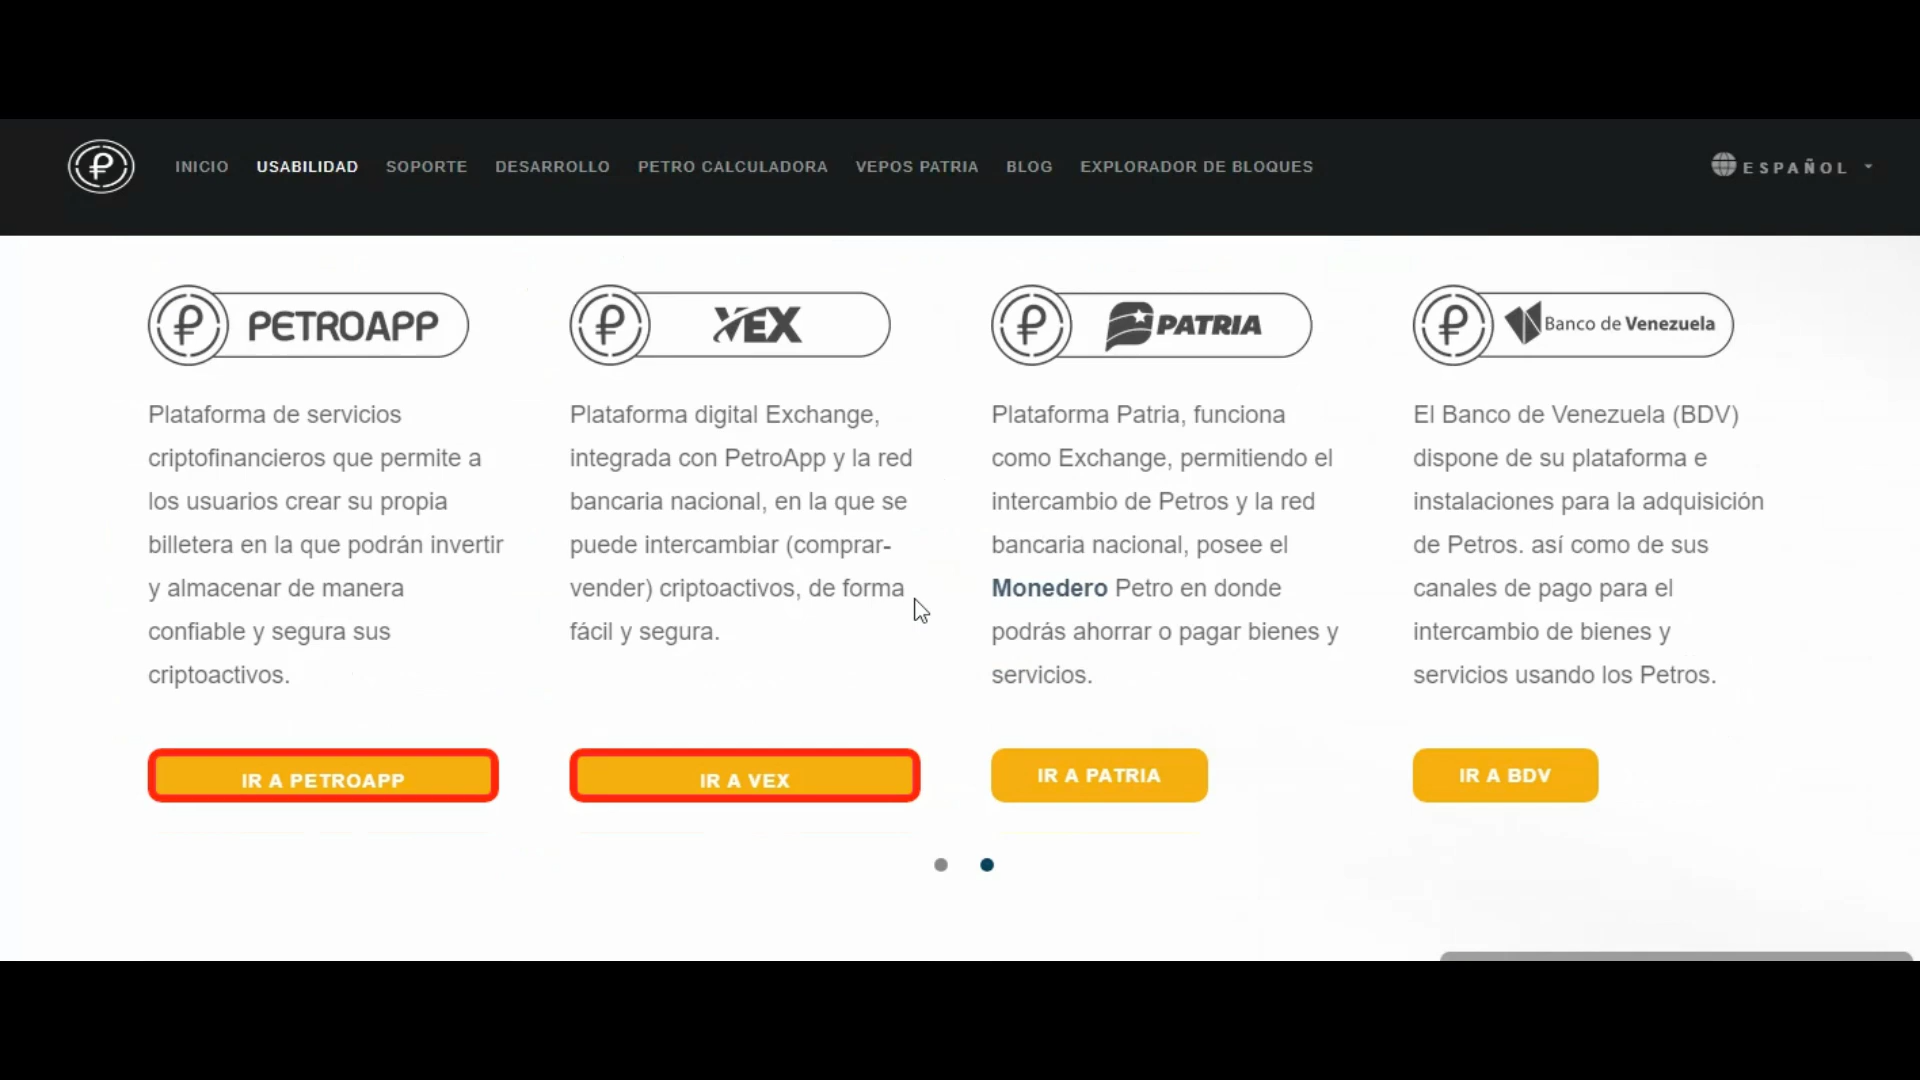 INICIO USABILIDAD SOPORTE DESARROLLO PETRO CALCULADORA VEPOS PATRIA BLOG EXPLORADOR DE BLOQUES ESPAÑOL
PETROAPP
Plataforma de servicios
criptofinancieros que permite a
los usuarios crear su propia
billetera en la que podrán invertir
y almacenar de manera
confiable y segura sus
criptoactivos.
IR A PETROAPP
VEX
Plataforma digital Exchange,
integrada con PetroApp y la red
bancaria nacional, en la que se
puede intercambiar (comprar-
vender) criptoactivos, de forma
fácil y segura.
IR A VEX
PATRIA
Plataforma Patria, funciona
como Exchange, permitiendo el
intercambio de Petros y la red
bancaria nacional, posee el
Monedero Petro en donde
podrás ahorrar o pagar bienes y
servicios.
IR A PATRIA
Banco de Venezuela
El Banco de Venezuela (BDV)
dispone de su plataforma e
instalaciones para la adquisición
de Petros. así como de sus
canales de pago para el
intercambio de bienes y
servicios usando los Petros.
IR A BDV